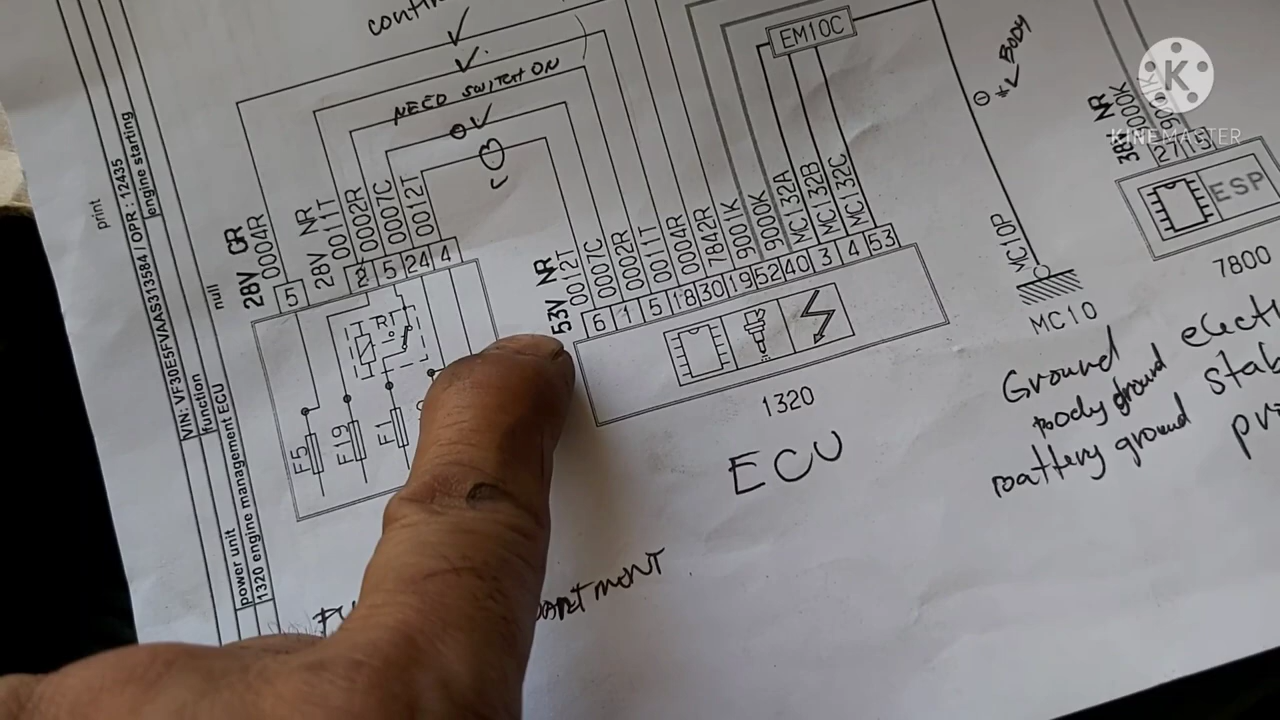 print
VIN: VF30E5FVAAS313584 / OPR : 12435
function
engine starting
null
power unit
1320 engine management ECU
NEED SWITCH ON
28V GR
0004R
28V NR
0011T
0002R
0007C
0012T
5
2
5
24
4
R1
F5
F19
F1
53V NR
0012T
0007C
0002R
0011T
0004R
7842R
9001K
9000K
MC132A
MC132B
MC132C
6
1
5
18
30
19
52
40
3
4
53
1320
ECU
EM10C
* L BODY
MC10P
MC10
38V NR
9000K
27
15
ESP
7800
K
KINEMASTER
Ground
body ground
battery ground